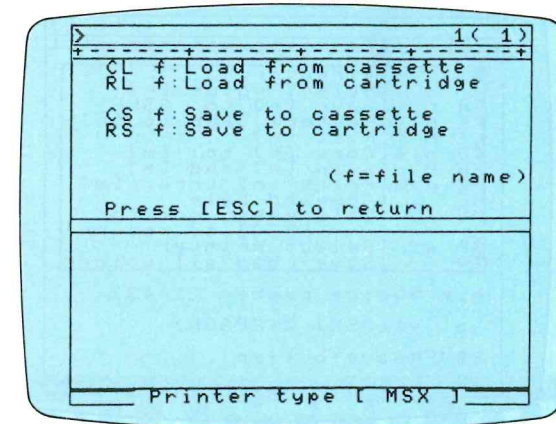 >                                  1( 1)
+-------+---------+---------+-------+
CL f:Load from cassette
RL f:Load from cartridge
CS f:Save to cassette
RS f:Save to cartridge
(f=file name)
Press [ESC] to return
Printer type [ MSX ]